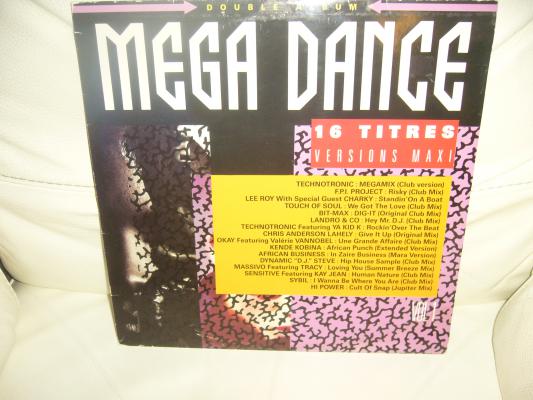 DOUBLE ALBUM
MEGA DANCE
16 TITRES
VERSIONS MAXI
TECHNOTRONIC : MEGAMIX (Club version)
F.P.I. PROJECT : Risky (Club Mix)
LEE ROY With Special Guest CHARKY : Standin'On A Boat
TOUCH OF SOUL : We Got The Love (Club Mix)
BIT-MAX : DIG-IT (Original Club Mix)
LANDRO & CO : Hey Mr. D.J. (Club Mix)
TECHNOTRONIC Featuring YA KID K : Rockin'Over The Beat
CHRIS ANDERSON LAHELY : Give It Up (Original Mix)
OKAY Featuring Valérie VANNOBEL : Une Grande Affaire (Club Mix)
KENDE KOBINA : African Punch (Extended Version)
AFRICAN BUSINESS : In Zaire Business (Mara Version)
DYNAMIC "D.J." STEVE : Hip House Sample (Club Mix)
MASSIVO Featuring TRACY : Loving You (Summer Breeze Mix)
SENSITIVE Featuring KAY JEAN : Human Nature (Club Mix)
SYBIL : I Wanna Be Where You Are (Club Mix)
HI POWER : Cult Of Snap (Jupiter Mix)